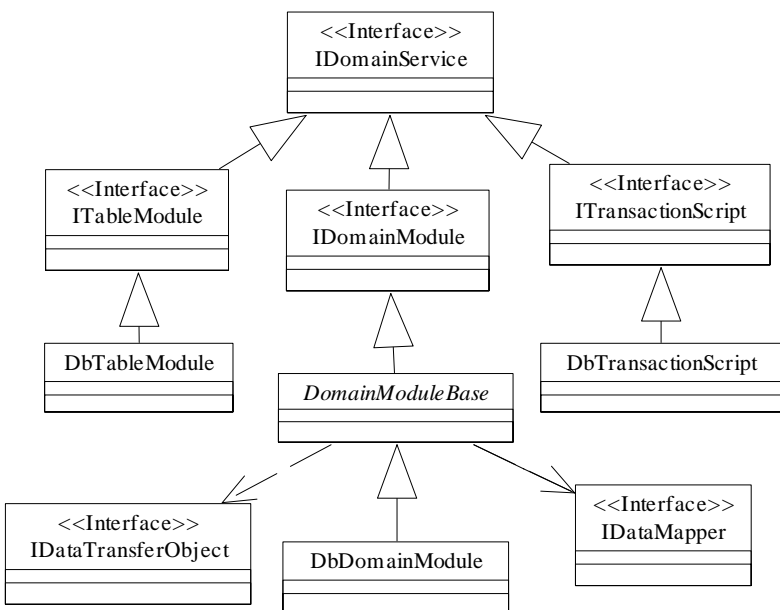 <<Interface>>
IDomainService
<<Interface>>
ITableModule
<<Interface>>
IDomainModule
<<Interface>>
ITransactionScript
DbTableModule
DomainModuleBase
DbTransactionScript
<<Interface>>
IDataTransferObject
DbDomainModule
<<Interface>>
IDataMapper